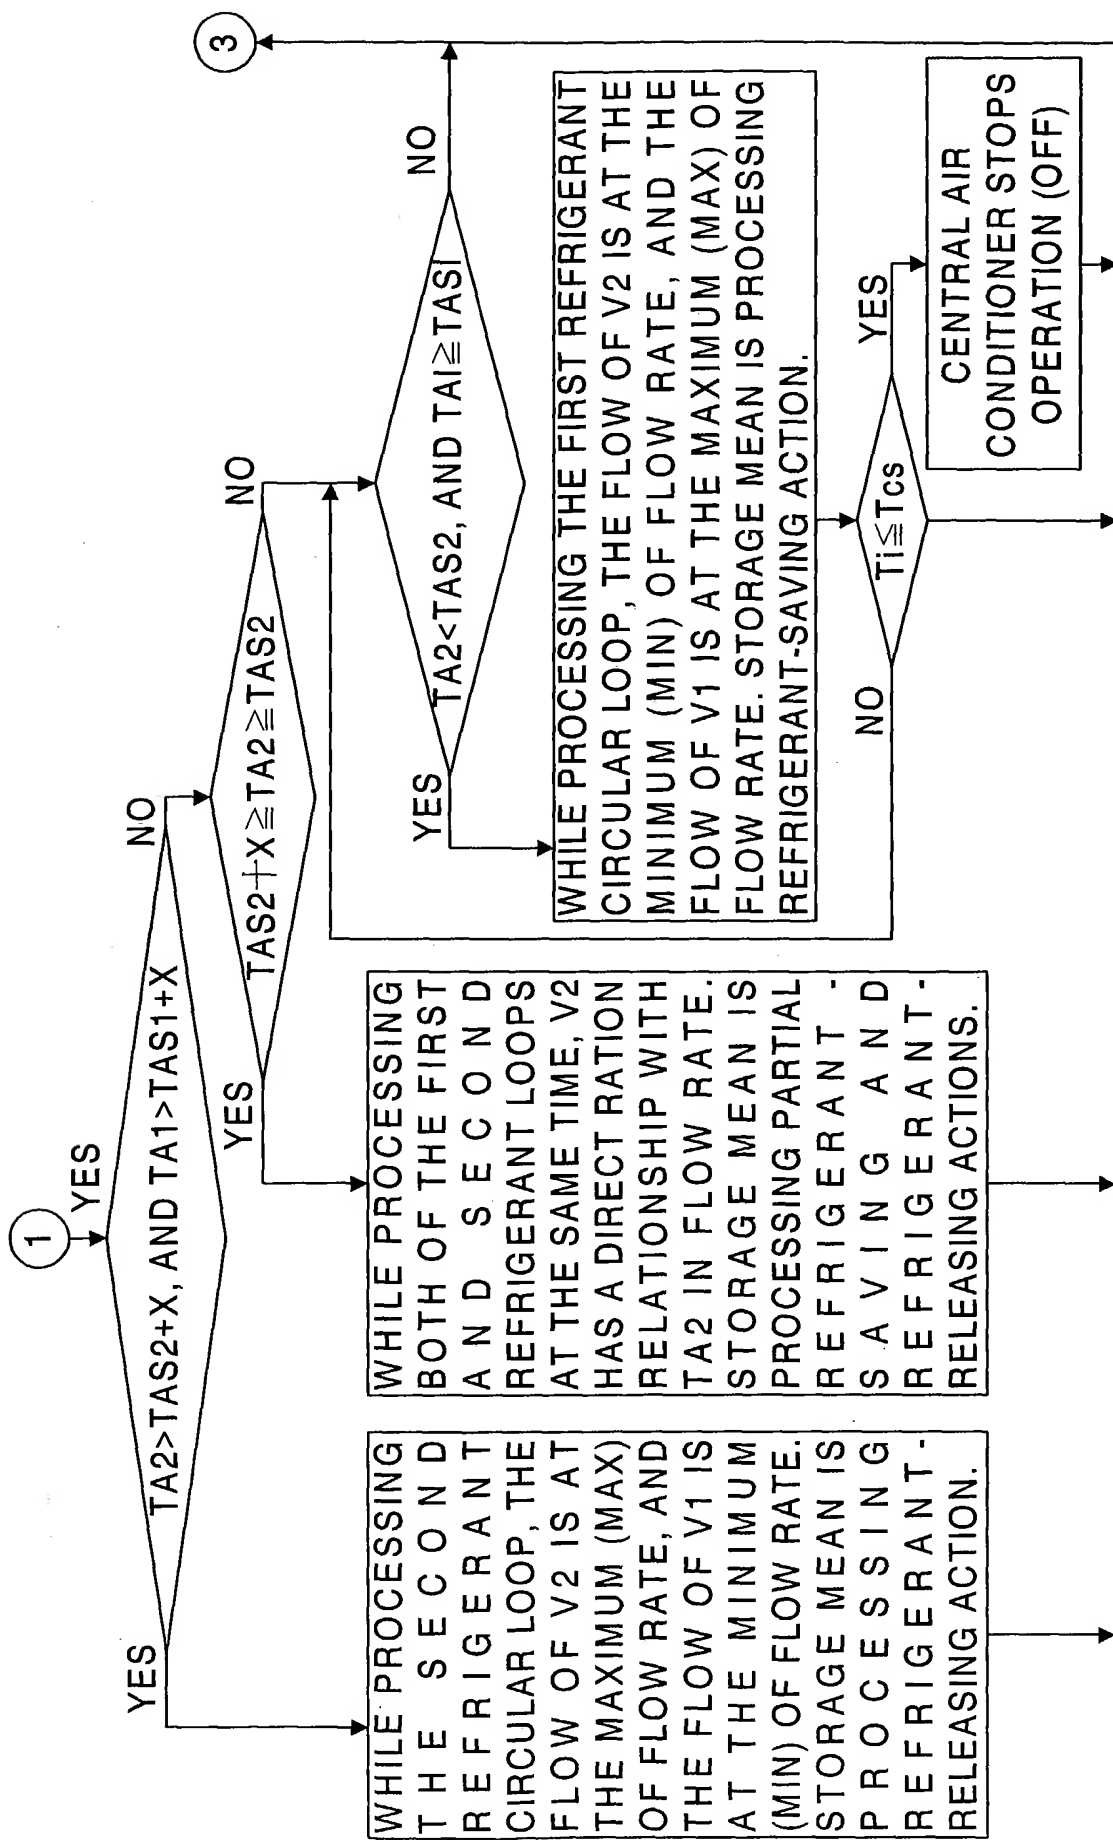 1
YES
TA2>TAS2+X, AND TA1>TAS1+X
YES
NO
WHILE PROCESSING
THE SECOND
REFRIGERANT
CIRCULAR LOOP, THE
FLOW OF V2 IS AT
THE MAXIMUM (MAX)
OF FLOW RATE, AND
THE FLOW OF V1 IS
AT THE MINIMUM
(MIN) OF FLOW RATE.
STORAGE MEAN IS
PROCESSING
REFRIGERANT-
RELEASING ACTION.
TAS2+X≧TA2≧TAS2
YES
NO
WHILE PROCESSING
BOTH OF THE FIRST
AND SECOND
REFRIGERANT LOOPS
AT THE SAME TIME, V2
HAS A DIRECT RATION
RELATIONSHIP WITH
TA2 IN FLOW RATE.
STORAGE MEAN IS
PROCESSING PARTIAL
REFRIGERANT-
SAVING AND
REFRIGERANT-
RELEASING ACTIONS.
TA2<TAS2, AND TAI≧TASI
YES
NO
3
WHILE PROCESSING THE FIRST REFRIGERANT
CIRCULAR LOOP, THE FLOW OF V2 IS AT THE
MINIMUM (MIN) OF FLOW RATE, AND THE
FLOW OF V1 IS AT THE MAXIMUM (MAX) OF
FLOW RATE. STORAGE MEAN IS PROCESSING
REFRIGERANT-SAVING ACTION.
Ti≦Tcs
NO
YES
CENTRAL AIR
CONDITIONER STOPS
OPERATION (OFF)